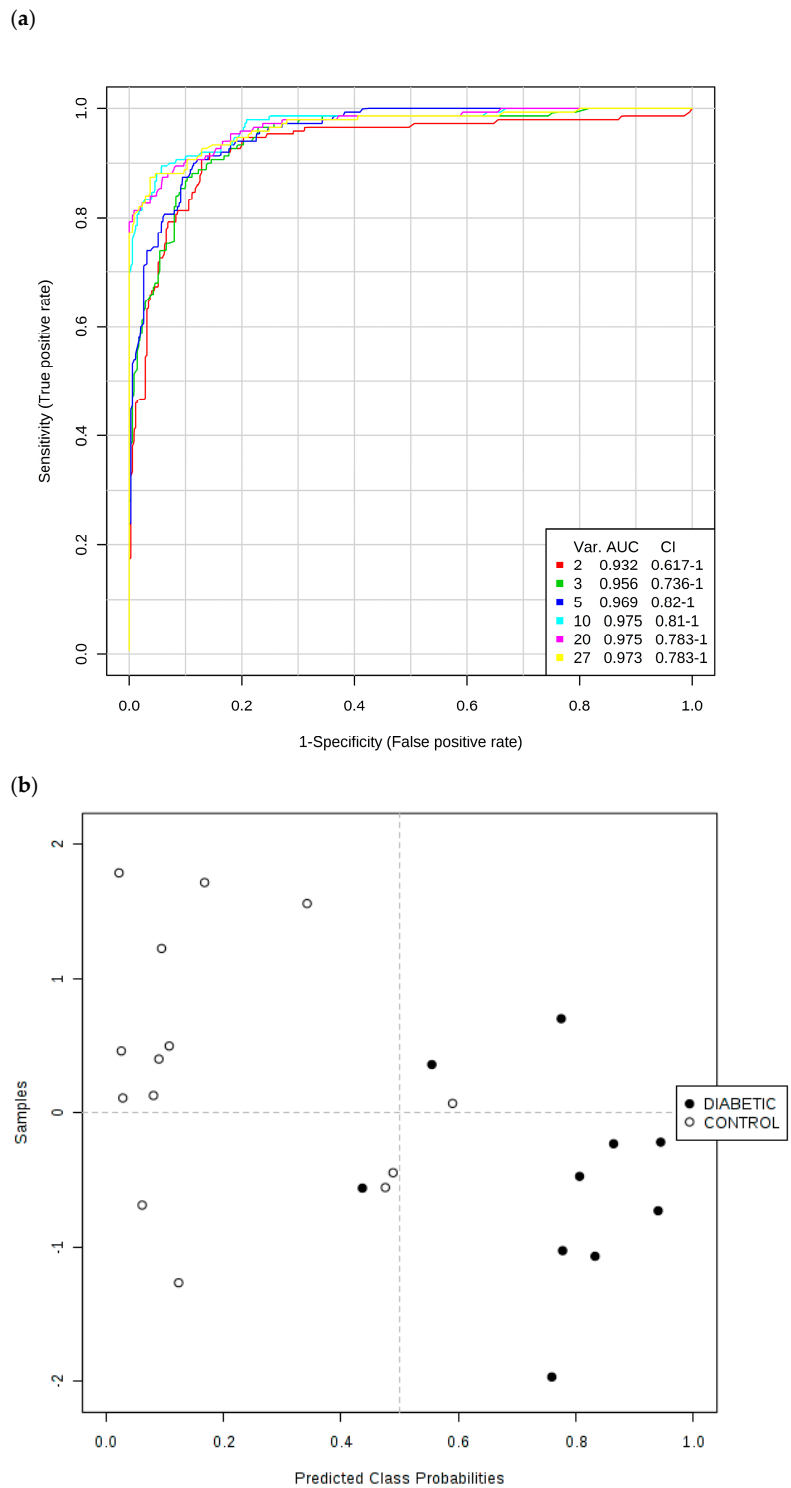 (a)
1.0
0.8
0.6
0.4
0.2
0.0
Sensitivity (True positive rate)
Var. AUC CI
2 0.932 0.617-1
3 0.956 0.736-1
5 0.969 0.82-1
10 0.975 0.81-1
20 0.975 0.783-1
27 0.973 0.783-1
0.0 0.2 0.4 0.6 0.8 1.0
1-Specificity (False positive rate)
(b)
2
1
0
-1
-2
Samples
DIABETIC
CONTROL
0.0 0.2 0.4 0.6 0.8 1.0
Predicted Class Probabilities